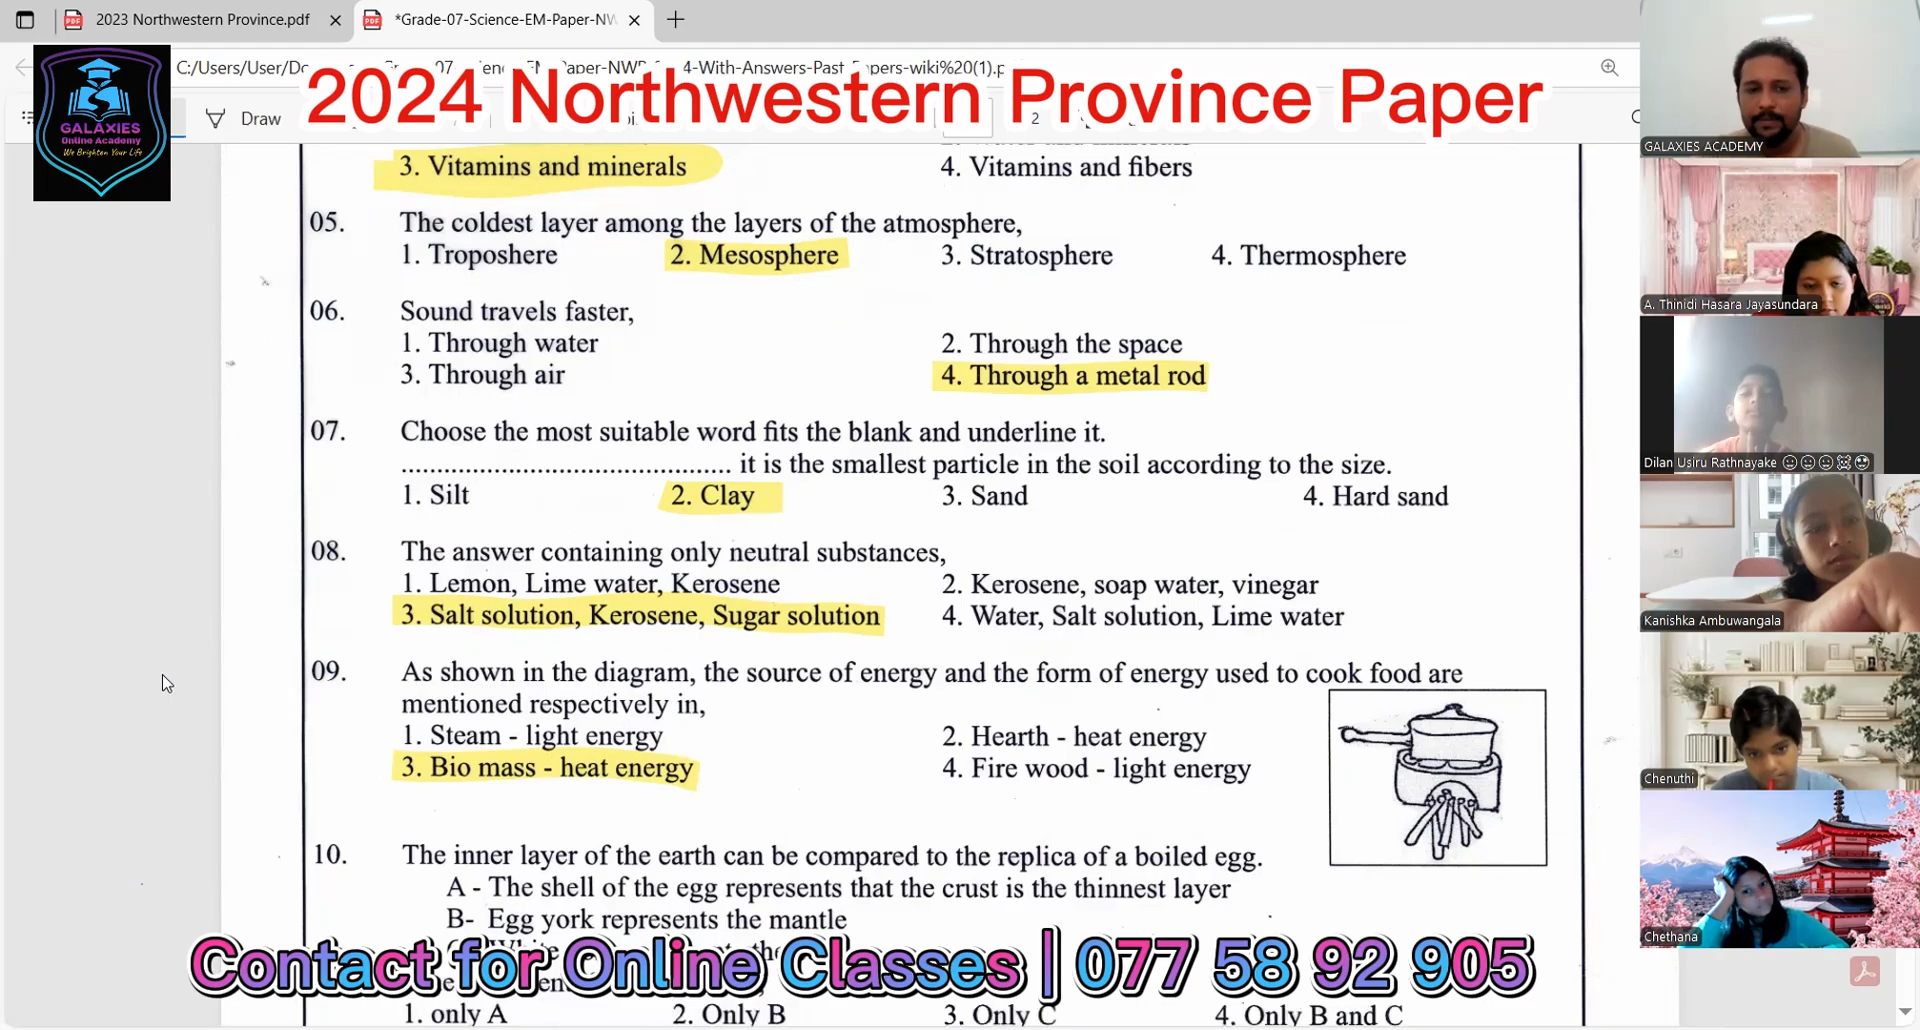 2023 Northwestern Province.pdf
*Grade-07-Science-EM-Paper-NW
2024 Northwestern Province Paper
Draw
2
GALAXIES
Online Academy
We Brighten Your Life
3. Vitamins and minerals
4. Vitamins and fibers
05. The coldest layer among the layers of the atmosphere,
1. Troposhere 2. Mesosphere 3. Stratosphere 4. Thermosphere
06. Sound travels faster,
1. Through water 2. Through the space
3. Through air 4. Through a metal rod
07. Choose the most suitable word fits the blank and underline it.
.............................................. it is the smallest particle in the soil according to the size.
1. Silt 2. Clay 3. Sand 4. Hard sand
08. The answer containing only neutral substances,
1. Lemon, Lime water, Kerosene 2. Kerosene, soap water, vinegar
3. Salt solution, Kerosene, Sugar solution 4. Water, Salt solution, Lime water
09. As shown in the diagram, the source of energy and the form of energy used to cook food are
mentioned respectively in,
1. Steam - light energy 2. Hearth - heat energy
3. Bio mass - heat energy 4. Fire wood - light energy
10. The inner layer of the earth can be compared to the replica of a boiled egg.
A - The shell of the egg represents that the crust is the thinnest layer
B- Egg york represents the mantle
Contact for Online Classes | 077 58 92 905
1. only A 2. Only B 3. Only C 4. Only B and C
GALAXIES ACADEMY
A. Thinidi Hasara Jayasundara
Dilan Usiru Rathnayake
Kanishka Ambuwangala
Chenuthi
Chethana